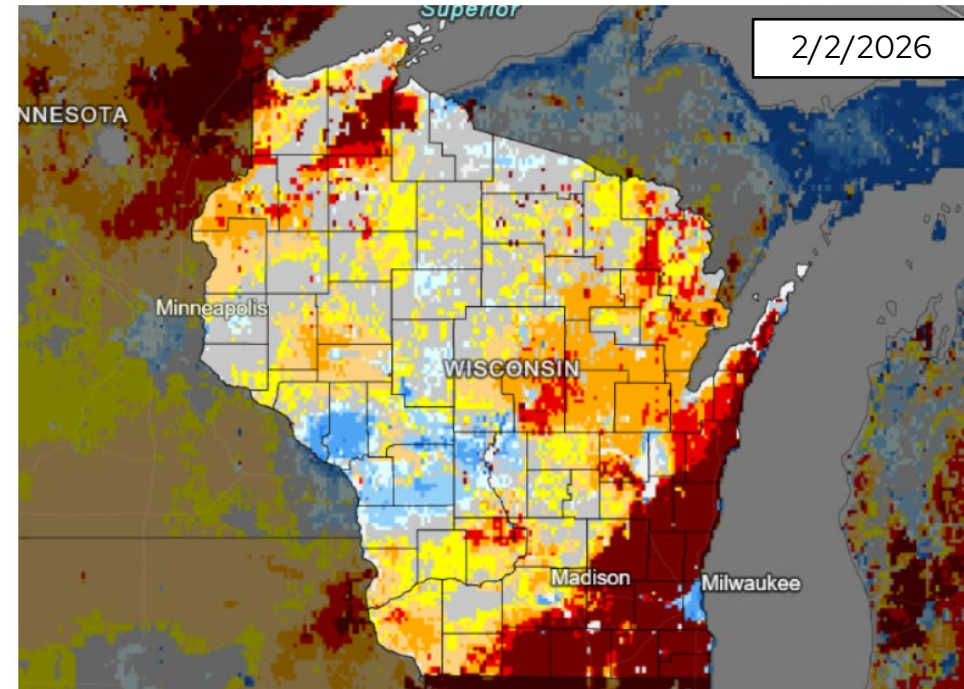 Superior
2/2/2026
NNESOTA
Minneapolis
WISCONSIN
Madison
Milwaukee